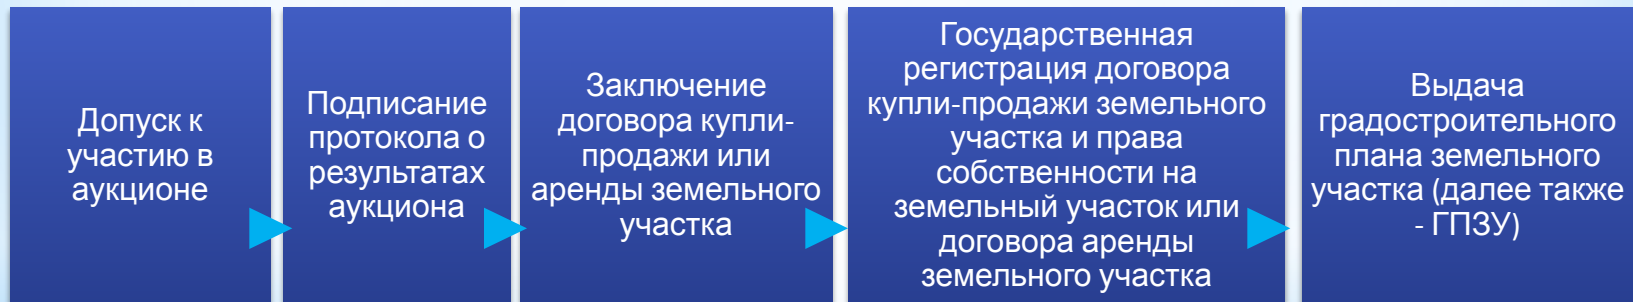 Допуск к
участию в
аукционе
Подписание
протокола о
результатах
аукциона
Заключение
договора купли-
продажи или
аренды земельного
участка
Государственная
регистрация договора
купли-продажи земельного
участка и права
собственности на
земельный участок или
договора аренды
земельного участка
Выдача
градостроительного
плана земельного
участка (далее также
- ГПЗУ)